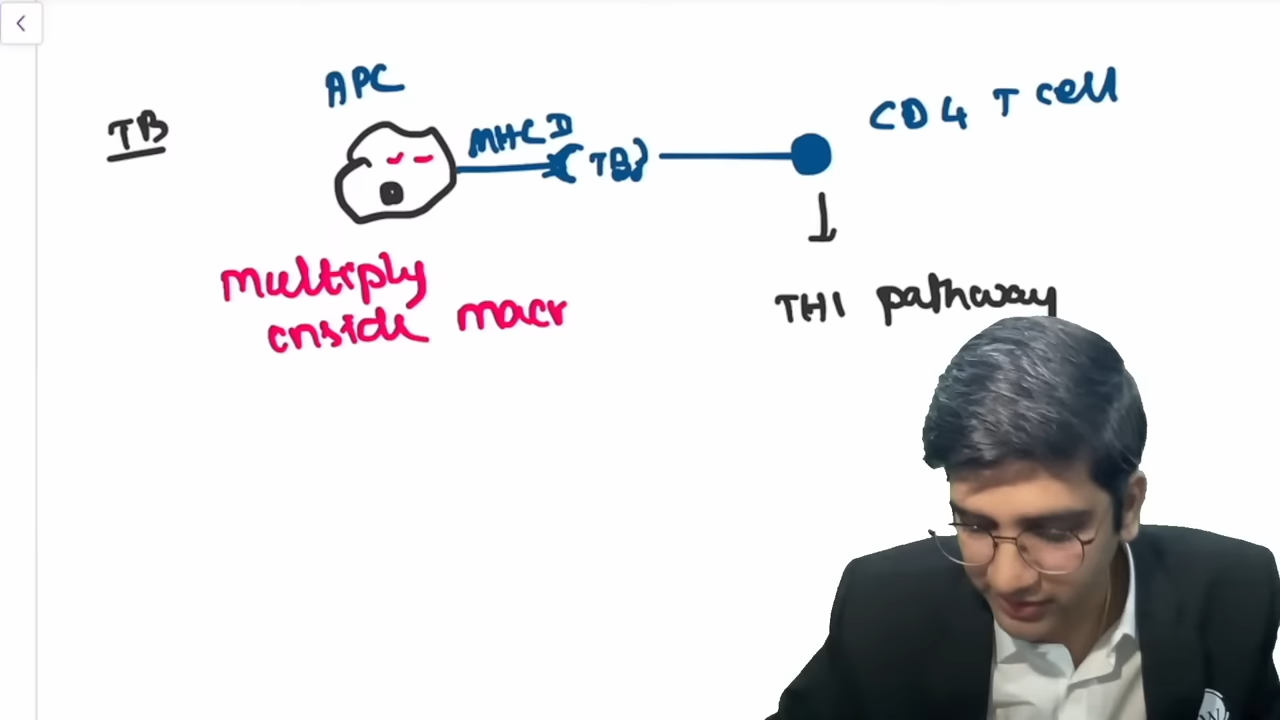 APC
CD4 T cell
TB
MHC II
{TB}
TH1 pathway
multiply
inside macr